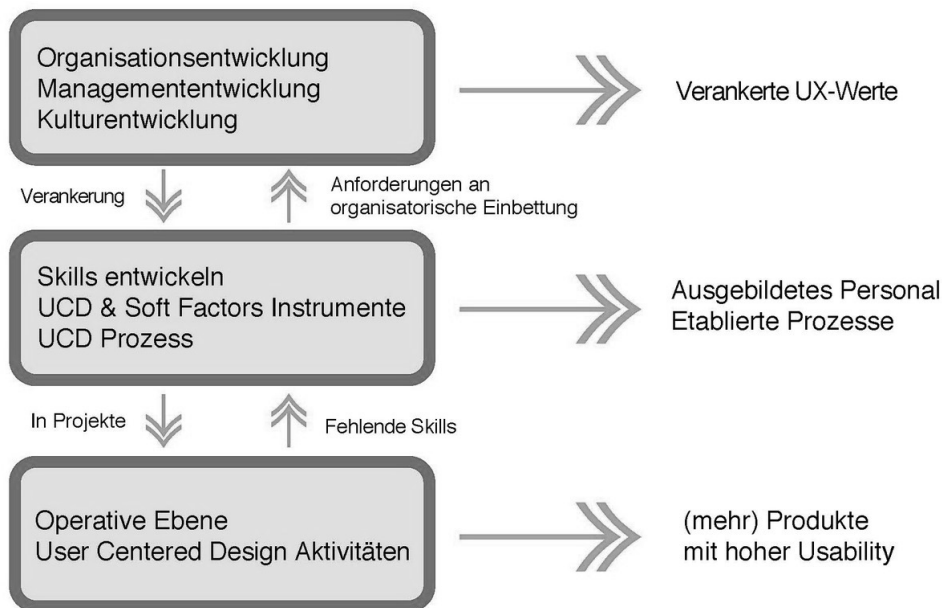 Organisationsentwicklung
Managemententwicklung
Kulturentwicklung
Verankerte UX-Werte
Verankerung
Anforderungen an
organisatorische Einbettung
Skills entwickeln
UCD & Soft Factors Instrumente
UCD Prozess
Ausgebildetes Personal
Etablierte Prozesse
In Projekte
Fehlende Skills
Operative Ebene
User Centered Design Aktivitäten
(mehr) Produkte
mit hoher Usability